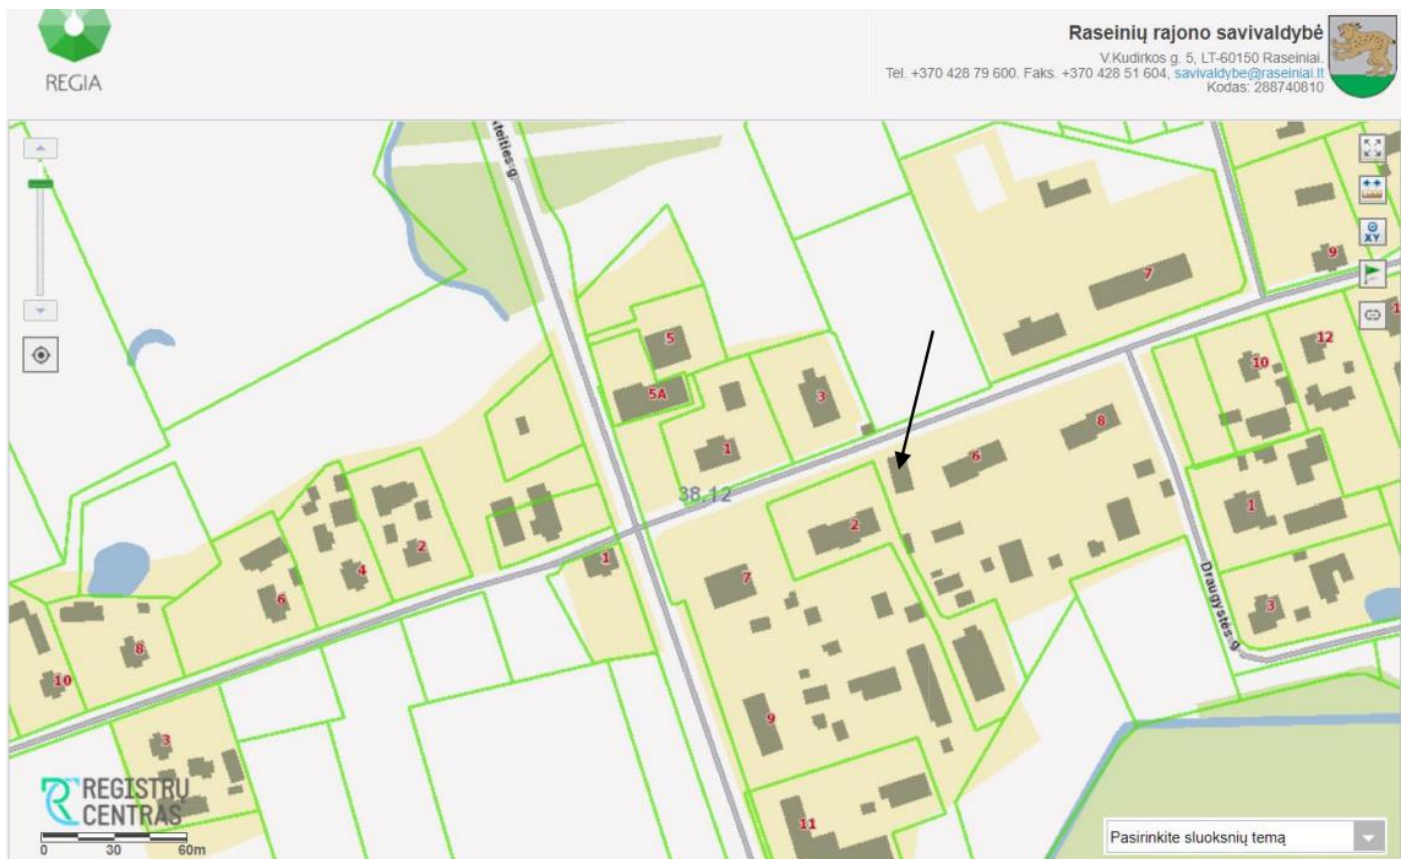 REGIA
Raseinių rajono savivaldybė
V.Kudirkos g. 5, LT-60150 Raseiniai.
Tel. +370 428 79 600. Faks. +370 428 51 604, savivaldybe@raseiniai.lt
Kodas: 288740810
XY
7
9
5
5A
3
1
10
12
8
6
38.12
2
1
2
4
6
8
10
1
7
1
3
Draugystės g.
9
3
11
REGISTRŲ
CENTRAS
0 30 60m
Pasirinkite sluoksnių temą